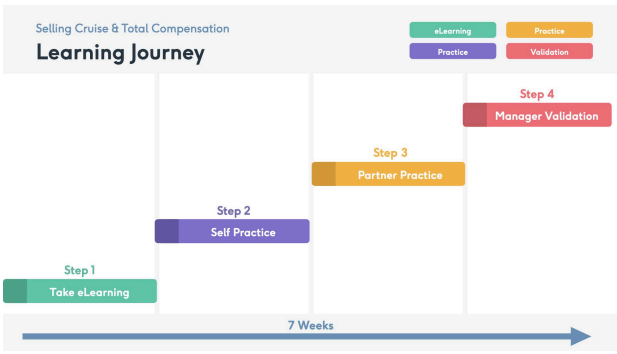 Selling Cruise & Total Compensation
Learning Journey
eLearning
Practice
Practice
Validation
Step 4
Manager Validation
Step 3
Partner Practice
Step 2
Self Practice
Step 1
Take eLearning
7 Weeks